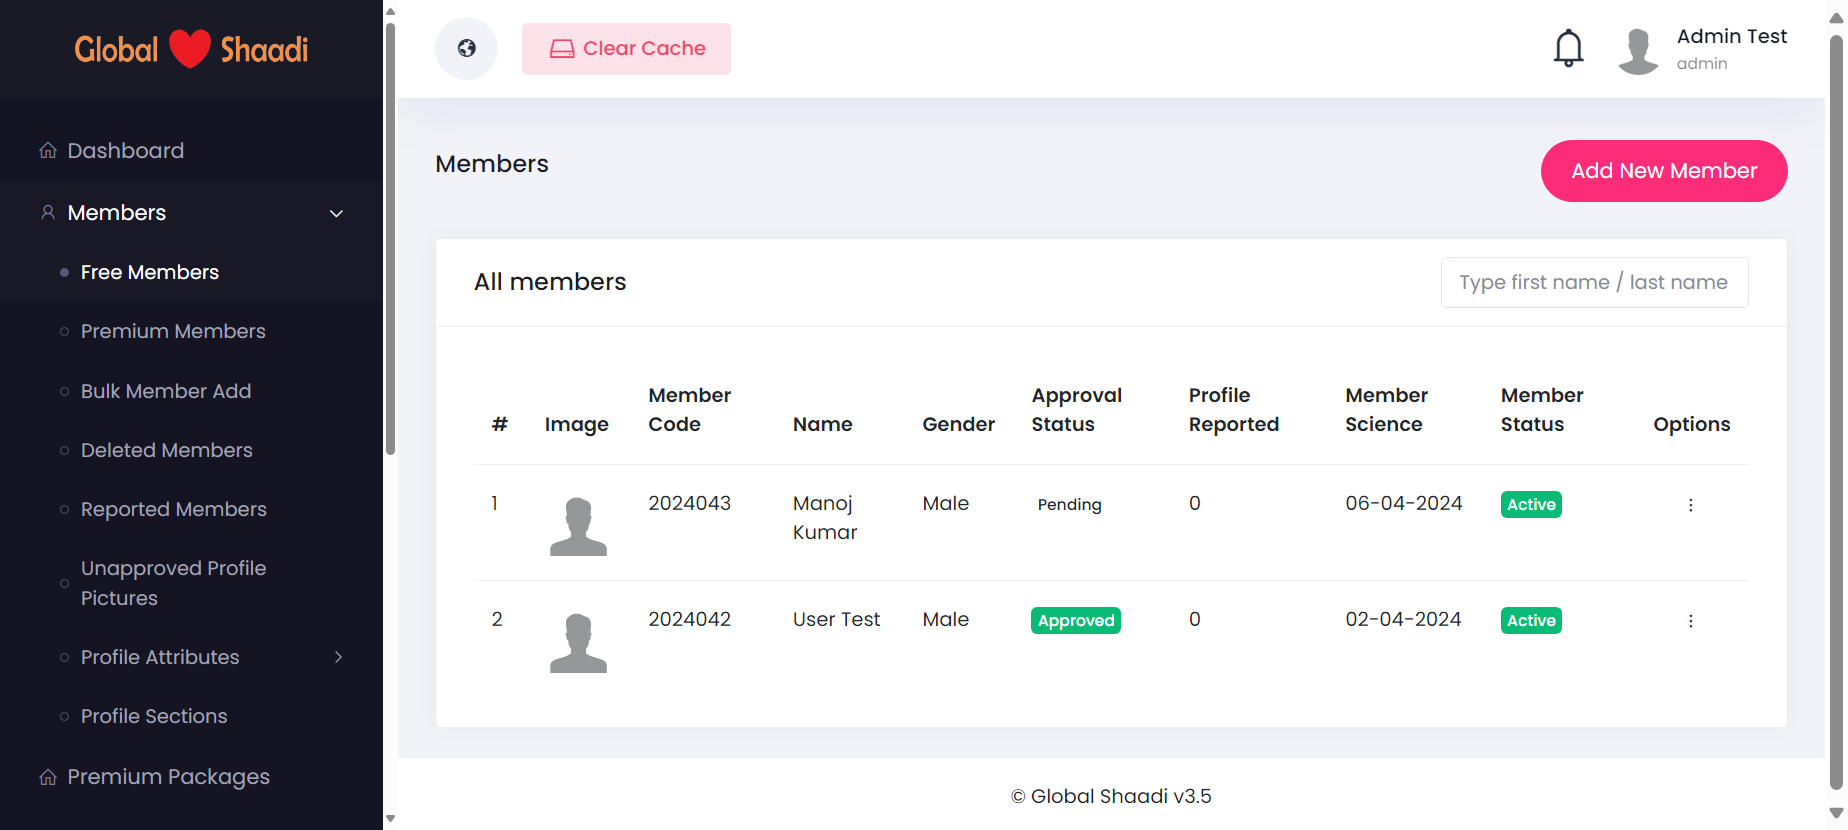 Global Shaadi
Dashboard
Members
Free Members
Premium Members
Bulk Member Add
Deleted Members
Reported Members
Unapproved Profile
Pictures
Profile Attributes
Profile Sections
Premium Packages
Clear Cache
Admin Test
admin
Members
Add New Member
All members
Type first name / last name
# Image Member Code Name Gender Approval Status Profile Reported Member Science Member Status Options
1 2024043 Manoj Kumar Male Pending 0 06-04-2024 Active
2 2024042 User Test Male Approved 0 02-04-2024 Active
© Global Shaadi v3.5